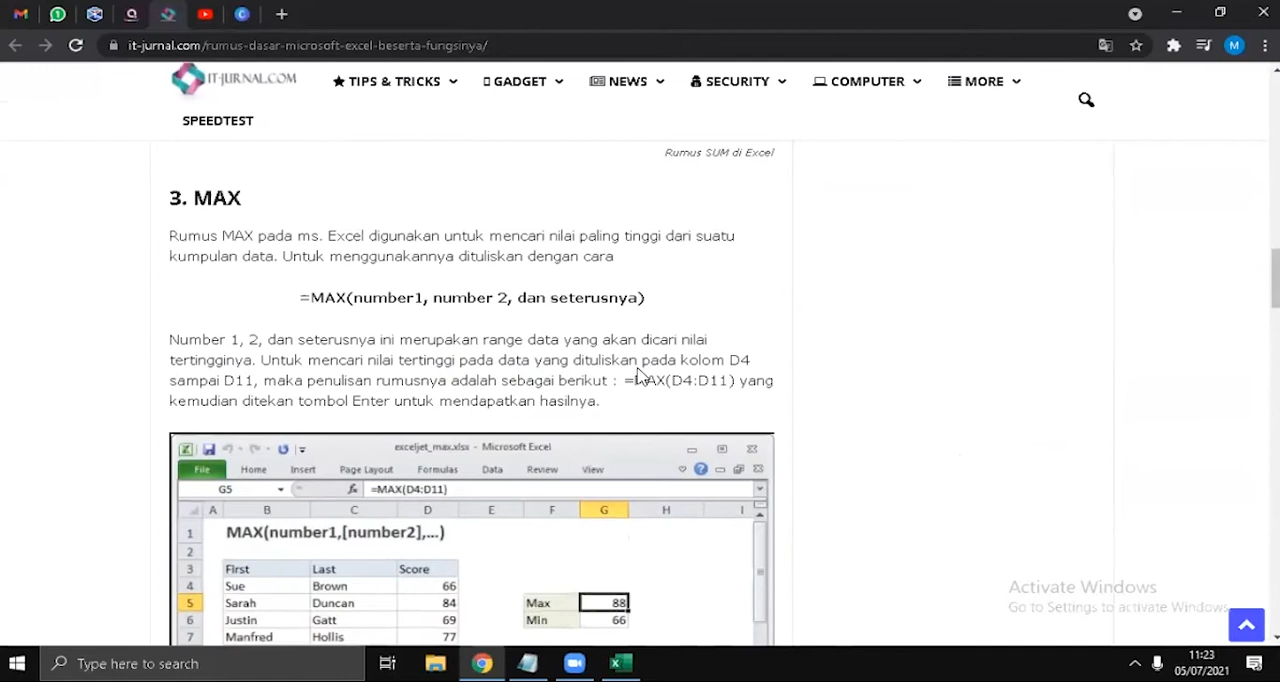 it-jurnal.com/rumus-dasar-microsoft-excel-beserta-fungsinya/
M
IT-JURNAL.COM
TIPS & TRICKS
GADGET
NEWS
SECURITY
COMPUTER
MORE
SPEEDTEST
Rumus SUM di Excel
3. MAX
Rumus MAX pada ms. Excel digunakan untuk mencari nilai paling tinggi dari suatu
kumpulan data. Untuk menggunakannya dituliskan dengan cara
=MAX(number1, number 2, dan seterusnya)
Number 1, 2, dan seterusnya ini merupakan range data yang akan dicari nilai
tertingginya. Untuk mencari nilai tertinggi pada data yang dituliskan pada kolom D4
sampai D11, maka penulisan rumusnya adalah sebagai berikut : =MAX(D4:D11) yang
kemudian ditekan tombol Enter untuk mendapatkan hasilnya.
exceljet_max.xlsx - Microsoft Excel
File Home Insert Page Layout Formulas Data Review View
G5 fx =MAX(D4:D11)
A B C D E F G H I
1 MAX(number1,[number2],...)
2
3 First Last Score
4 Sue Brown 66
5 Sarah Duncan 84 Max 88
6 Justin Gatt 69 Min 66
7 Manfred Hollis 77
Activate Windows
Go to Settings to activate Windows.
Type here to search
11:23
05/07/2021